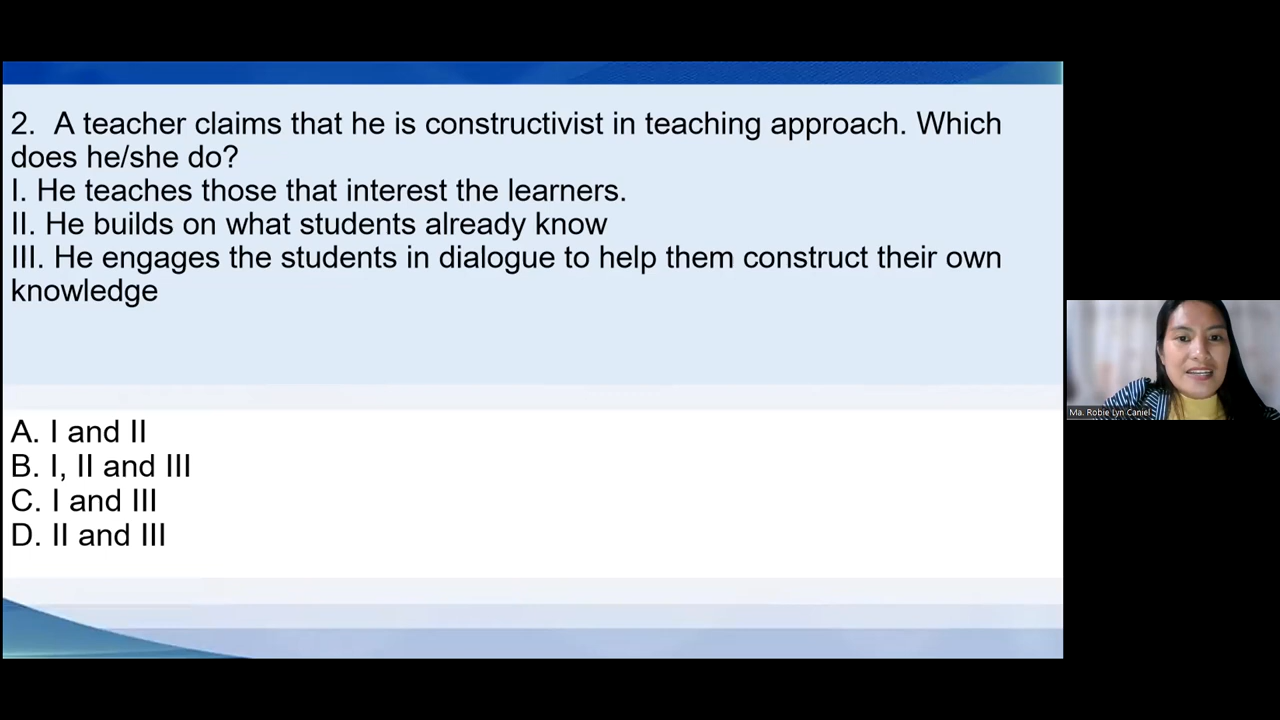 2. A teacher claims that he is constructivist in teaching approach. Which
does he/she do?
I. He teaches those that interest the learners.
II. He builds on what students already know
III. He engages the students in dialogue to help them construct their own
knowledge
A. I and II
B. I, II and III
C. I and III
D. II and III
Ma. Robie Lyn Caniel